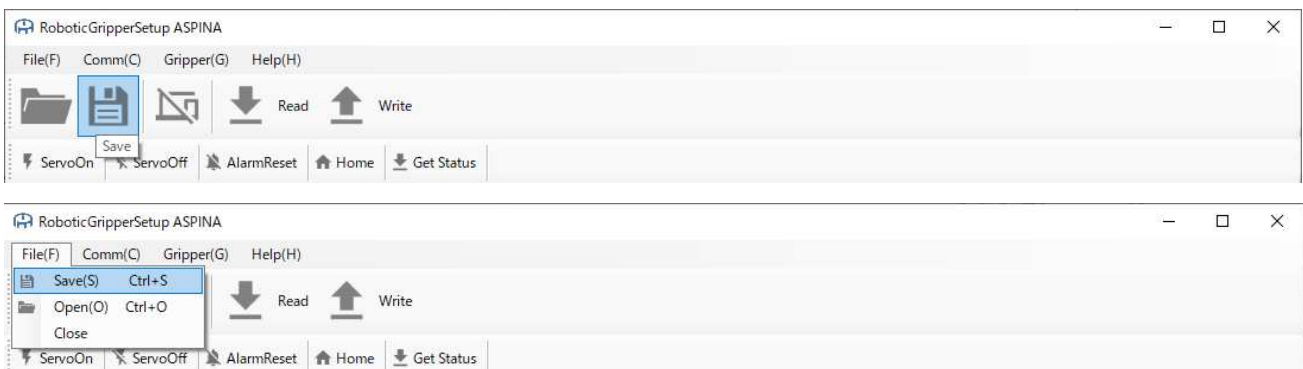 RoboticGripperSetup ASPINA
File(F) Comm(C) Gripper(G) Help(H)
Read Write
Save
ServoOn ServoOff AlarmReset Home Get Status
RoboticGripperSetup ASPINA
File(F) Comm(C) Gripper(G) Help(H)
Save(S) Ctrl+S
Read Write
Open(O) Ctrl+O
Close
ServoOn ServoOff AlarmReset Home Get Status